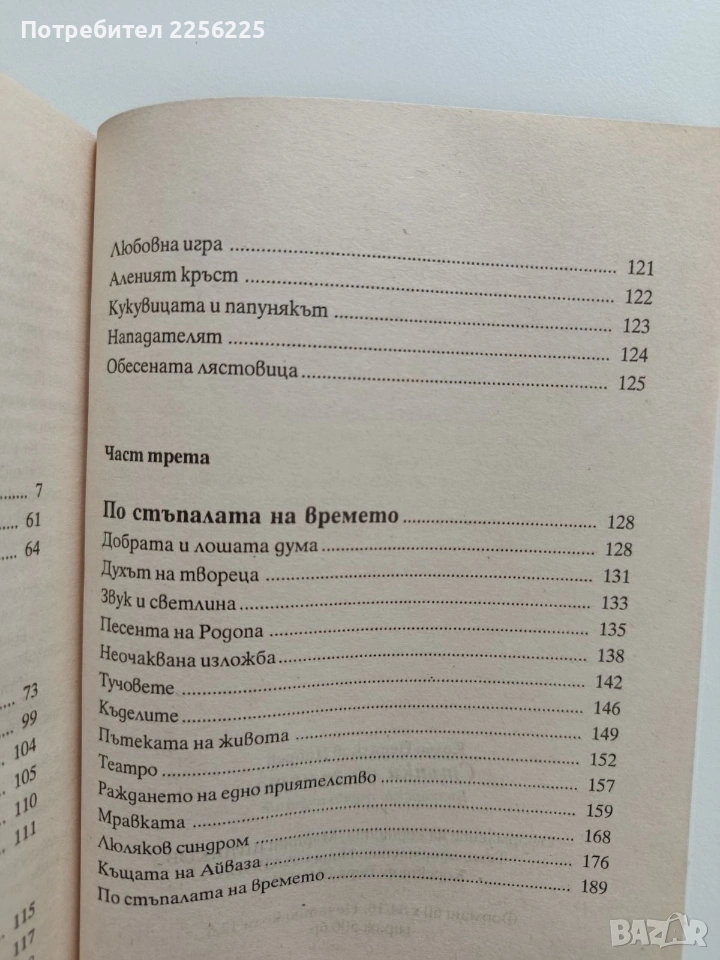 Потребител 2256225
7
61
64
73
99
104
105
110
111
115
117
Любовна игра 121
Аленият кръст 122
Кукувицата и папунякът 123
Нападателят 124
Обесената лястовица 125
Част трета
По стъпалата на времето 128
Добрата и лошата дума 128
Духът на твореца 131
Звук и светлина 133
Песента на Родопа 135
Неочаквана изложба 138
Тучовете 142
Къделите 146
Пътеката на живота 149
Театро 152
Раждането на едно приятелство 157
Мравката 159
Люляков синдром 168
Къщата на Айваза 176
По стъпалата на времето 189
BAZAR